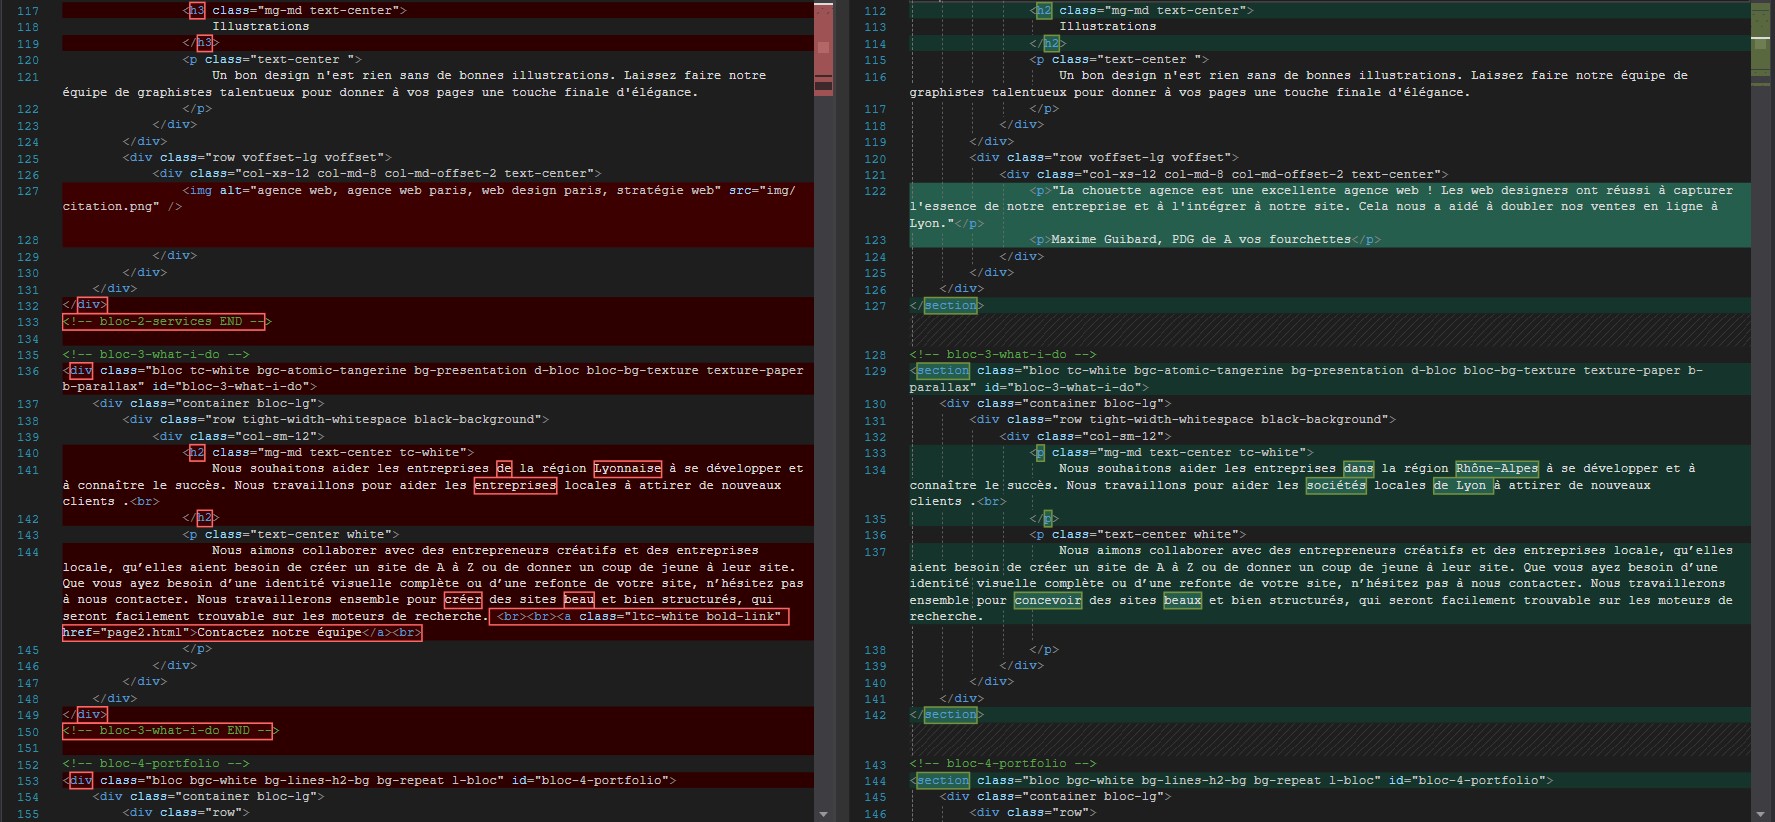 117 <h3 class="mg-md text-center">
118 Illustrations
119 </h3>
120 <p class="text-center ">
121 Un bon design n'est rien sans de bonnes illustrations. Laissez faire notre
équipe de graphistes talentueux pour donner à vos pages une touche finale d'élégance.
122 </p>
123 </div>
124 </div>
125 <div class="row voffset-lg voffset">
126 <div class="col-xs-12 col-md-8 col-md-offset-2 text-center">
127 <img alt="agence web, agence web paris, web design paris, stratégie web" src="img/
citation.png" />
128
129 </div>
130 </div>
131 </div>
132 </div>
133 <!-- bloc-2-services END -->
134
135 <!-- bloc-3-what-i-do -->
136 <div class="bloc tc-white bgc-atomic-tangerine bg-presentation d-bloc bloc-bg-texture texture-paper
b-parallax" id="bloc-3-what-i-do">
137 <div class="container bloc-lg">
138 <div class="row tight-width-whitespace black-background">
139 <div class="col-sm-12">
140 <h2 class="mg-md text-center tc-white">
141 Nous souhaitons aider les entreprises de la région Lyonnaise à se développer et
à connaître le succès. Nous travaillons pour aider les entreprises locales à attirer de nouveaux
clients .<br>
142 </h2>
143 <p class="text-center white">
144 Nous aimons collaborer avec des entrepreneurs créatifs et des entreprises
locale, qu’elles aient besoin de créer un site de A à Z ou de donner un coup de jeune à leur site.
Que vous ayez besoin d’une identité visuelle complète ou d’une refonte de votre site, n’hésitez pas
à nous contacter. Nous travaillerons ensemble pour créer des sites beau et bien structurés, qui
seront facilement trouvable sur les moteurs de recherche. <br><br><a class="ltc-white bold-link"
href="page2.html">Contactez notre équipe</a><br>
145 </p>
146 </div>
147 </div>
148 </div>
149 </div>
150 <!-- bloc-3-what-i-do END -->
151
152 <!-- bloc-4-portfolio -->
153 <div class="bloc bgc-white bg-lines-h2-bg bg-repeat l-bloc" id="bloc-4-portfolio">
154 <div class="container bloc-lg">
155 <div class="row">
112 <h2 class="mg-md text-center">
113 Illustrations
114 </h2>
115 <p class="text-center ">
116 Un bon design n'est rien sans de bonnes illustrations. Laissez faire notre équipe de
graphistes talentueux pour donner à vos pages une touche finale d'élégance.
117 </p>
118 </div>
119 </div>
120 <div class="row voffset-lg voffset">
121 <div class="col-xs-12 col-md-8 col-md-offset-2 text-center">
122 <p>"La chouette agence est une excellente agence web ! Les web designers ont réussi à capturer
l'essence de notre entreprise et à l'intégrer à notre site. Cela nous a aidé à doubler nos ventes en ligne à
Lyon."</p>
123 <p>Maxime Guibard, PDG de A vos fourchettes</p>
124 </div>
125 </div>
126 </div>
127 </section>
128 <!-- bloc-3-what-i-do -->
129 <section class="bloc tc-white bgc-atomic-tangerine bg-presentation d-bloc bloc-bg-texture texture-paper b-
parallax" id="bloc-3-what-i-do">
130 <div class="container bloc-lg">
131 <div class="row tight-width-whitespace black-background">
132 <div class="col-sm-12">
133 <p class="mg-md text-center tc-white">
134 Nous souhaitons aider les entreprises dans la région Rhône-Alpes à se développer et à
connaître le succès. Nous travaillons pour aider les sociétés locales de Lyon à attirer de nouveaux
clients .<br>
135 </p>
136 <p class="text-center white">
137 Nous aimons collaborer avec des entrepreneurs créatifs et des entreprises locale, qu’elles
aient besoin de créer un site de A à Z ou de donner un coup de jeune à leur site. Que vous ayez besoin d’une
identité visuelle complète ou d’une refonte de votre site, n’hésitez pas à nous contacter. Nous travaillerons
ensemble pour concevoir des sites beaux et bien structurés, qui seront facilement trouvable sur les moteurs de
recherche.
138 </p>
139 </div>
140 </div>
141 </div>
142 </section>
143 <!-- bloc-4-portfolio -->
144 <section class="bloc bgc-white bg-lines-h2-bg bg-repeat l-bloc" id="bloc-4-portfolio">
145 <div class="container bloc-lg">
146 <div class="row">